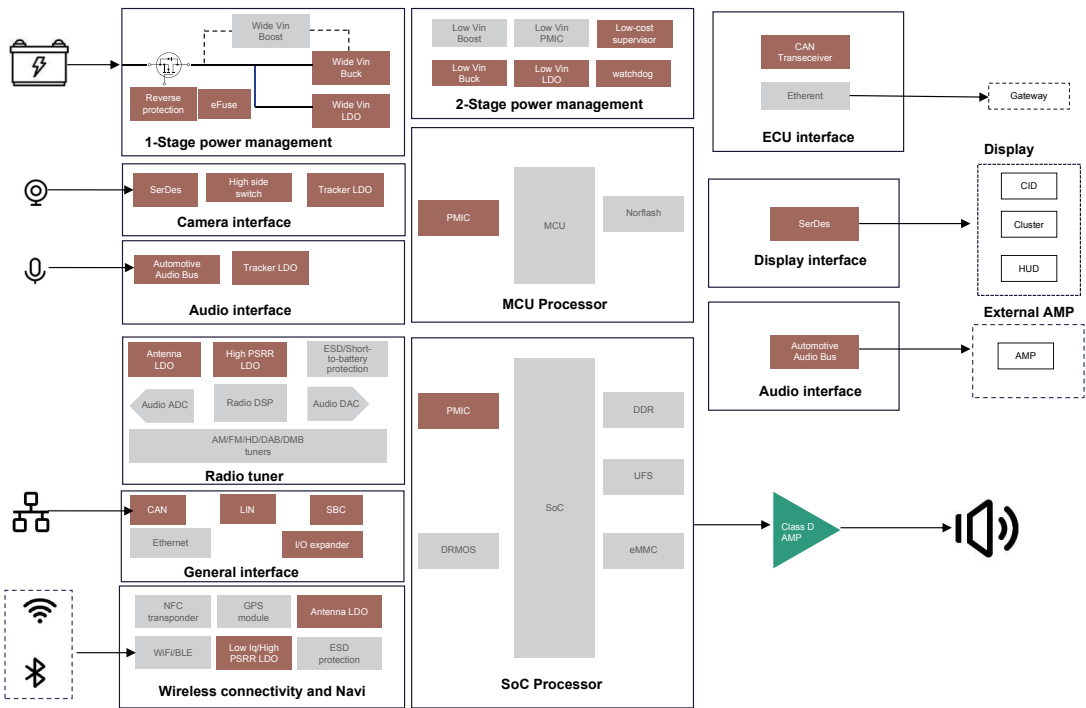 Wide Vin
Boost
Wide Vin
Buck
Reverse
protection
eFuse
Wide Vin
LDO
1-Stage power management
Low Vin
Boost
Low Vin
PMIC
Low-cost
supervisor
Low Vin
Buck
Low Vin
LDO
watchdog
2-Stage power management
CAN
Transeceiver
Etherent
ECU interface
Gateway
SerDes
High side
switch
Tracker LDO
Camera interface
Automotive
Audio Bus
Tracker LDO
Audio interface
PMIC
MCU
Norflash
MCU Processor
SerDes
Display interface
Display
CID
Cluster
HUD
Automotive
Audio Bus
Audio interface
External AMP
AMP
Antenna
LDO
High PSRR
LDO
ESD/Short-
to-battery
protection
Audio ADC
Radio DSP
Audio DAC
AM/FM/HD/DAB/DMB
tuners
Radio tuner
CAN
LIN
SBC
Ethernet
I/O expander
General interface
NFC
transponder
GPS
module
Antenna LDO
WiFi/BLE
Low Iq/High
PSRR LDO
ESD
protection
Wireless connectivity and Navi
PMIC
SoC
DDR
UFS
DRMOS
eMMC
SoC Processor
Class D
AMP